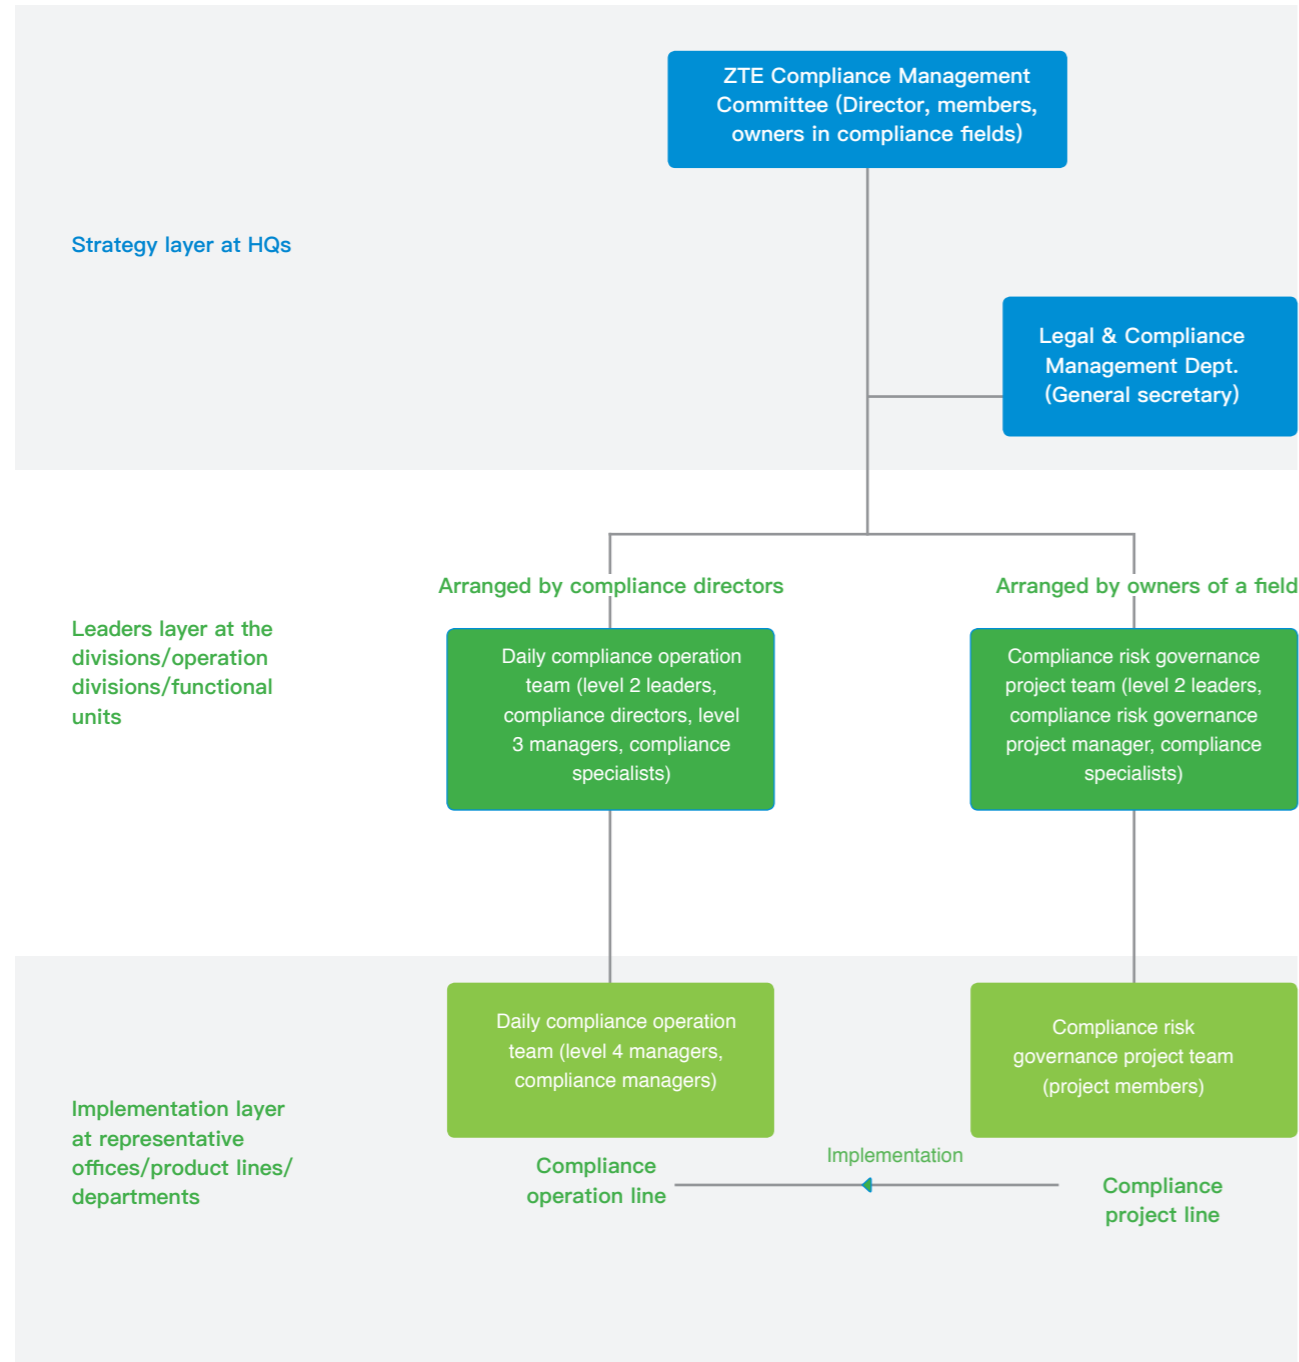 ZTE Compliance Management
Committee (Director, members,
owners in compliance fields)
Strategy layer at HQs
Legal & Compliance
Management Dept.
(General secretary)
Arranged by compliance directors
Arranged by owners of a field
Leaders layer at the
divisions/operation
divisions/functional
units
Daily compliance operation
team (level 2 leaders,
compliance directors, level
3 managers, compliance
specialists)
Compliance risk governance
project team (level 2 leaders,
compliance risk governance
project manager, compliance
specialists)
Implementation layer
at representative
offices/product lines/
departments
Daily compliance operation
team (level 4 managers,
compliance managers)
Compliance risk
governance project team
(project members)
Compliance
operation line
Implementation
Compliance
project line